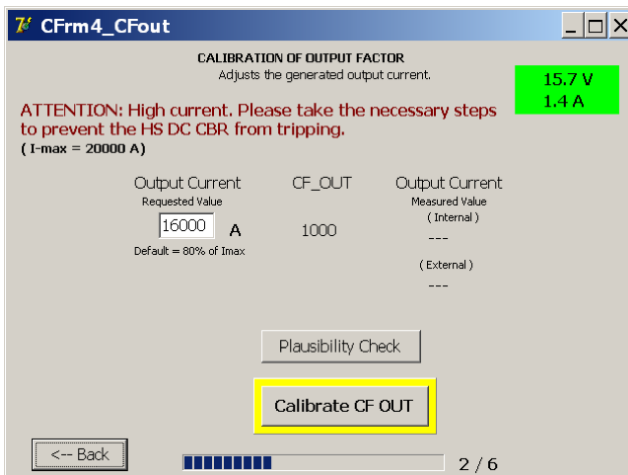 CFrm4_CFout
CALIBRATION OF OUTPUT FACTOR
Adjusts the generated output current.
15.7 V
1.4 A
ATTENTION: High current. Please take the necessary steps
to prevent the HS DC CBR from tripping.
( I-max = 20000 A)
Output Current CF_OUT Output Current
Requested Value Measured Value
( Internal )
16000 A 1000 ---
Default = 80% of Imax
( External )
---
Plausibility Check
Calibrate CF OUT
<-- Back
2 / 6